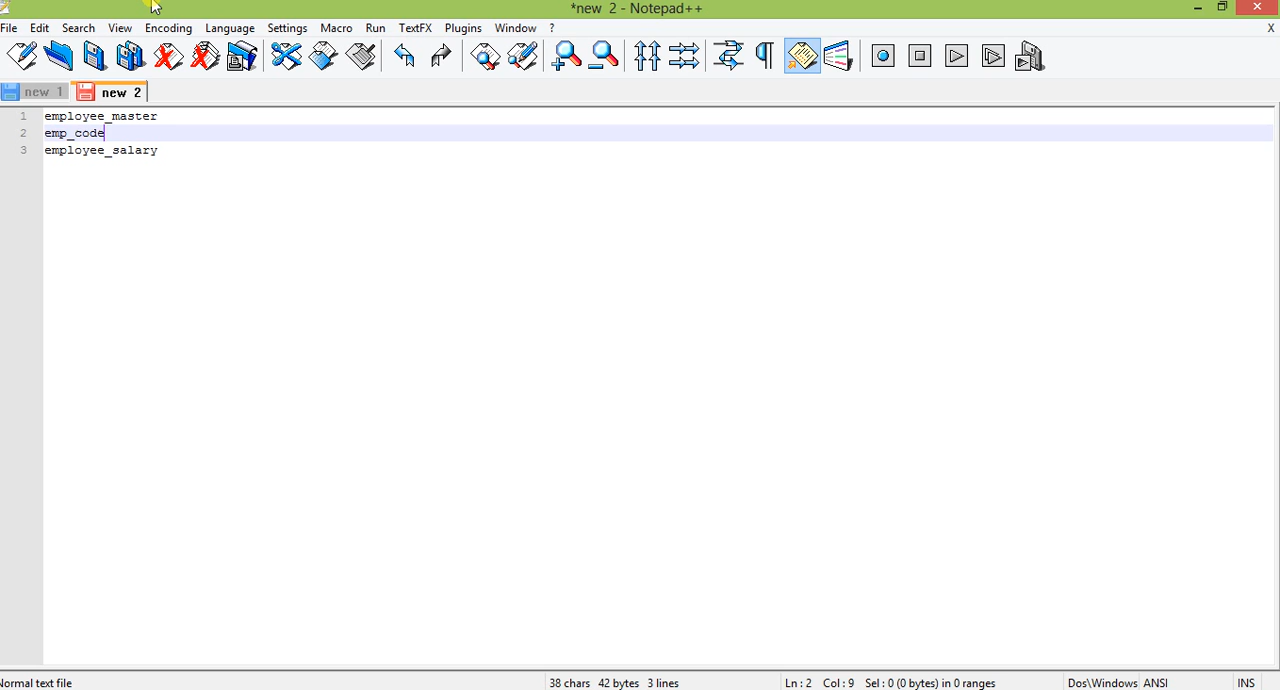 *new 2 - Notepad++
File Edit Search View Encoding Language Settings Macro Run TextFX Plugins Window ? X
new 1 new 2
1 employee_master
2 emp_code
3 employee_salary
Normal text file 38 chars 42 bytes 3 lines Ln : 2 Col : 9 Sel : 0 (0 bytes) in 0 ranges Dos\Windows ANSI INS